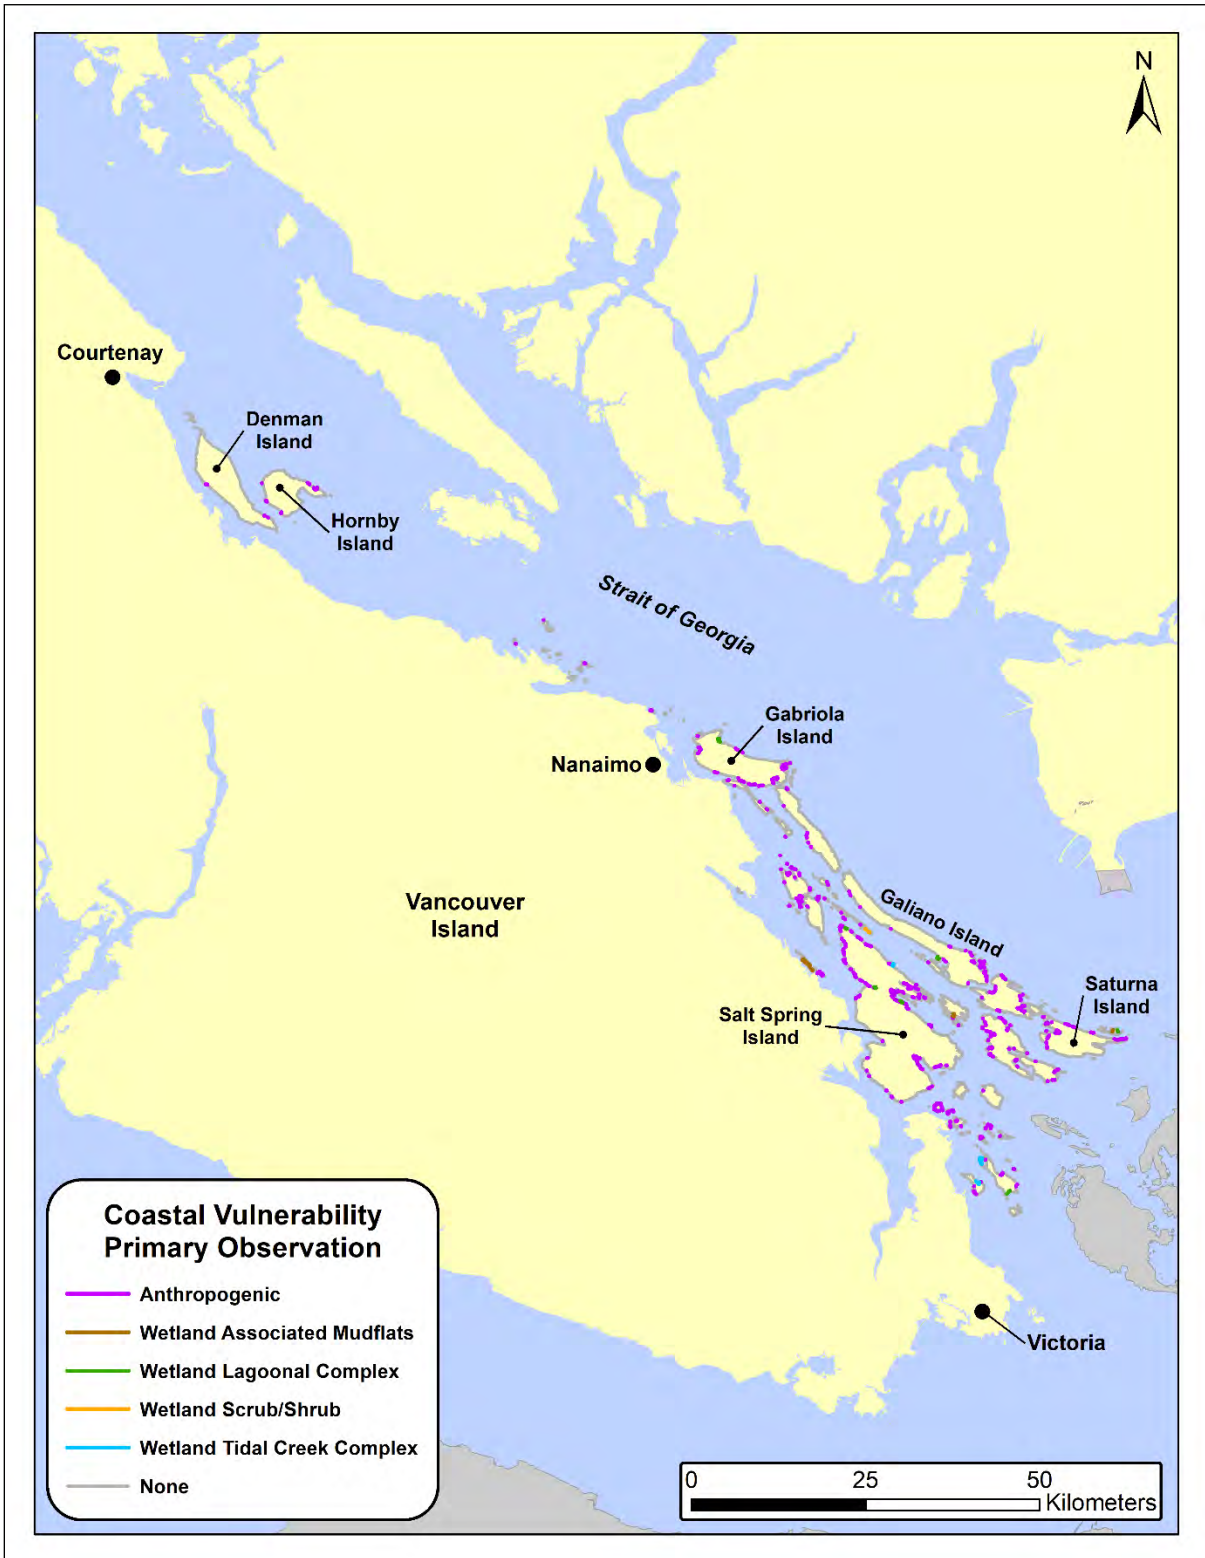 N
Courtenay
Denman
Island
Hornby
Island
Strait of Georgia
Gabriola
Island
Nanaimo
Vancouver
Island
Galiano Island
Saturna
Island
Salt Spring
Island
Victoria
Coastal Vulnerability
Primary Observation
Anthropogenic
Wetland Associated Mudflats
Wetland Lagoonal Complex
Wetland Scrub/Shrub
Wetland Tidal Creek Complex
None
0 25 50
Kilometers